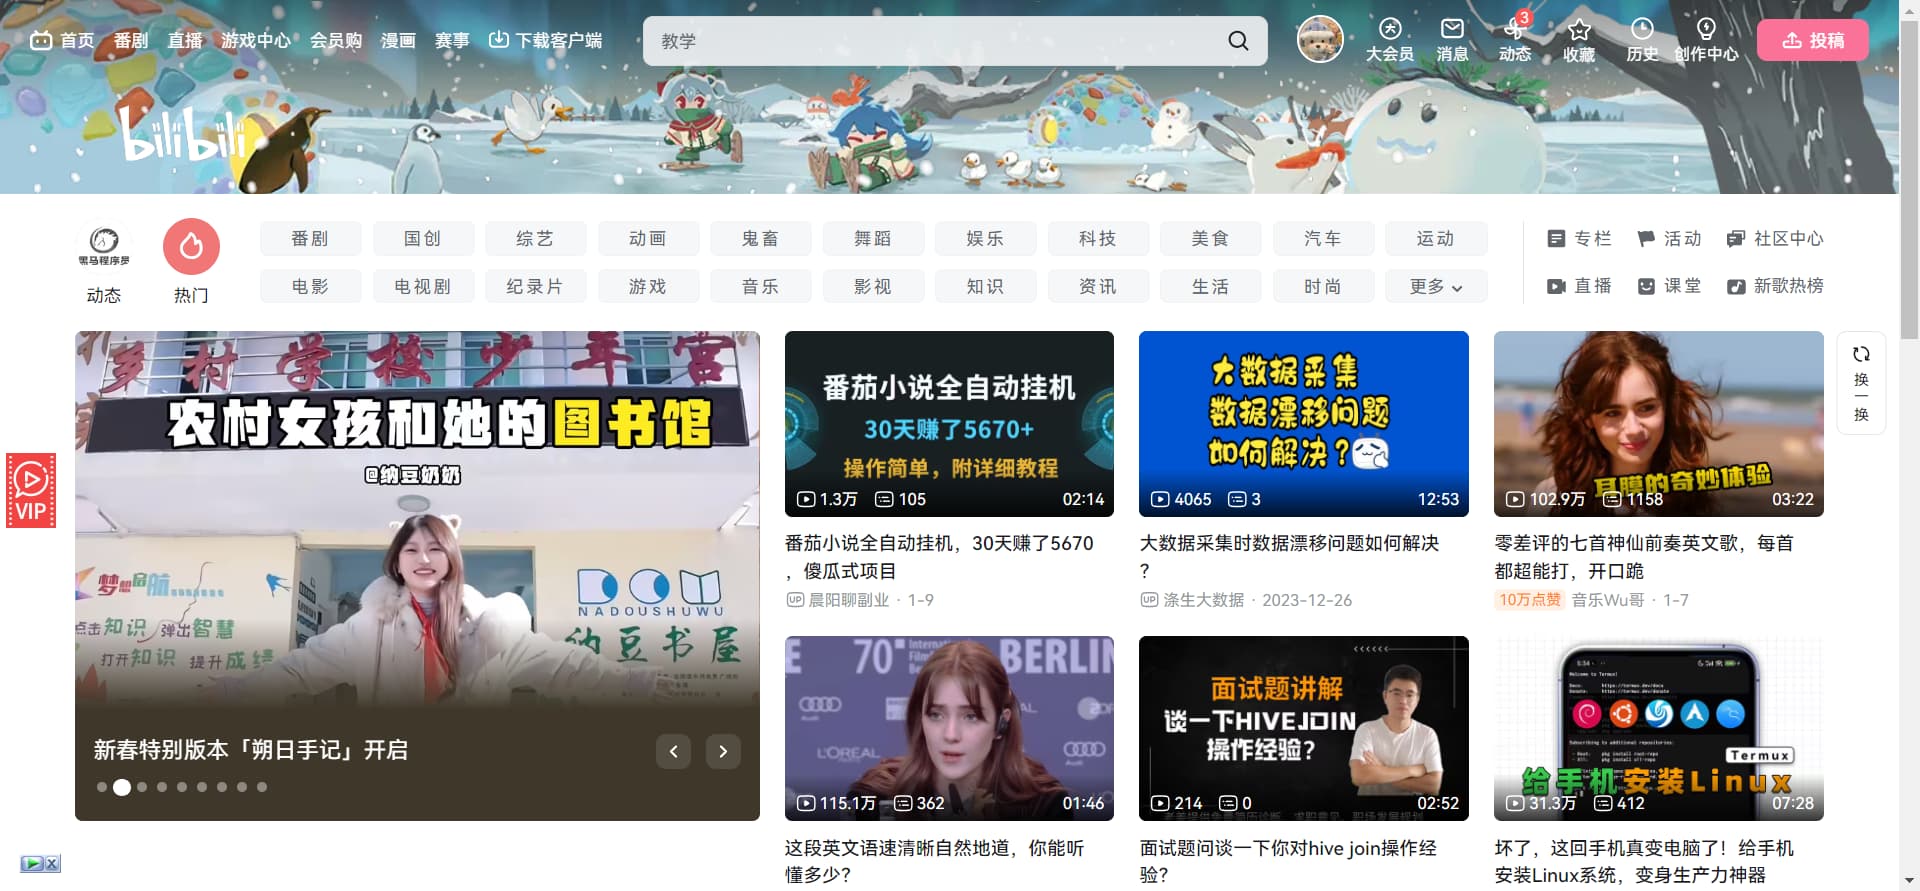 首页
番剧
直播
游戏中心
会员购
漫画
赛事
下载客户端
教学
大会员
消息
3
动态
收藏
历史
创作中心
投稿
bilibili
黑马程序员
动态
热门
番剧
国创
综艺
动画
鬼畜
舞蹈
娱乐
科技
美食
汽车
运动
专栏
活动
社区中心
电影
电视剧
纪录片
游戏
音乐
影视
知识
资讯
生活
时尚
更多
直播
课堂
新歌热榜
乡村学校少年宫
农村女孩和她的图书馆
@纳豆奶奶
梦想启航......
点击知识 弹出智慧
打开知识 提升成绩
DOU
NADOUSHUWU
纳豆书屋
新春特别版本「朔日手记」开启
VIP
番茄小说全自动挂机
30天赚了5670+
操作简单，附详细教程
1.3万
105
02:14
番茄小说全自动挂机，30天赚了5670
，傻瓜式项目
UP 晨阳聊副业 · 1-9
大数据采集
数据漂移问题
如何解决？
4065
3
12:53
大数据采集时数据漂移问题如何解决
？
UP 涤生大数据 · 2023-12-26
耳膜的奇妙体验
102.9万
1158
03:22
零差评的七首神仙前奏英文歌，每首
都超能打，开口跪
10万点赞 音乐Wu哥 · 1-7
换
一
换
70
International
BERLIN
Audi
L'ORÉAL
115.1万
362
01:46
这段英文语速清晰自然地道，你能听
懂多少？
面试题讲解
谈一下HIVEJOIN
操作经验？
214
0
02:52
面试题问谈一下你对hive join操作经
验？
Welcome to Termux!
Termux
给手机安装Linux
31.3万
412
07:28
坏了，这回手机真变电脑了！给手机
安装Linux系统，变身生产力神器